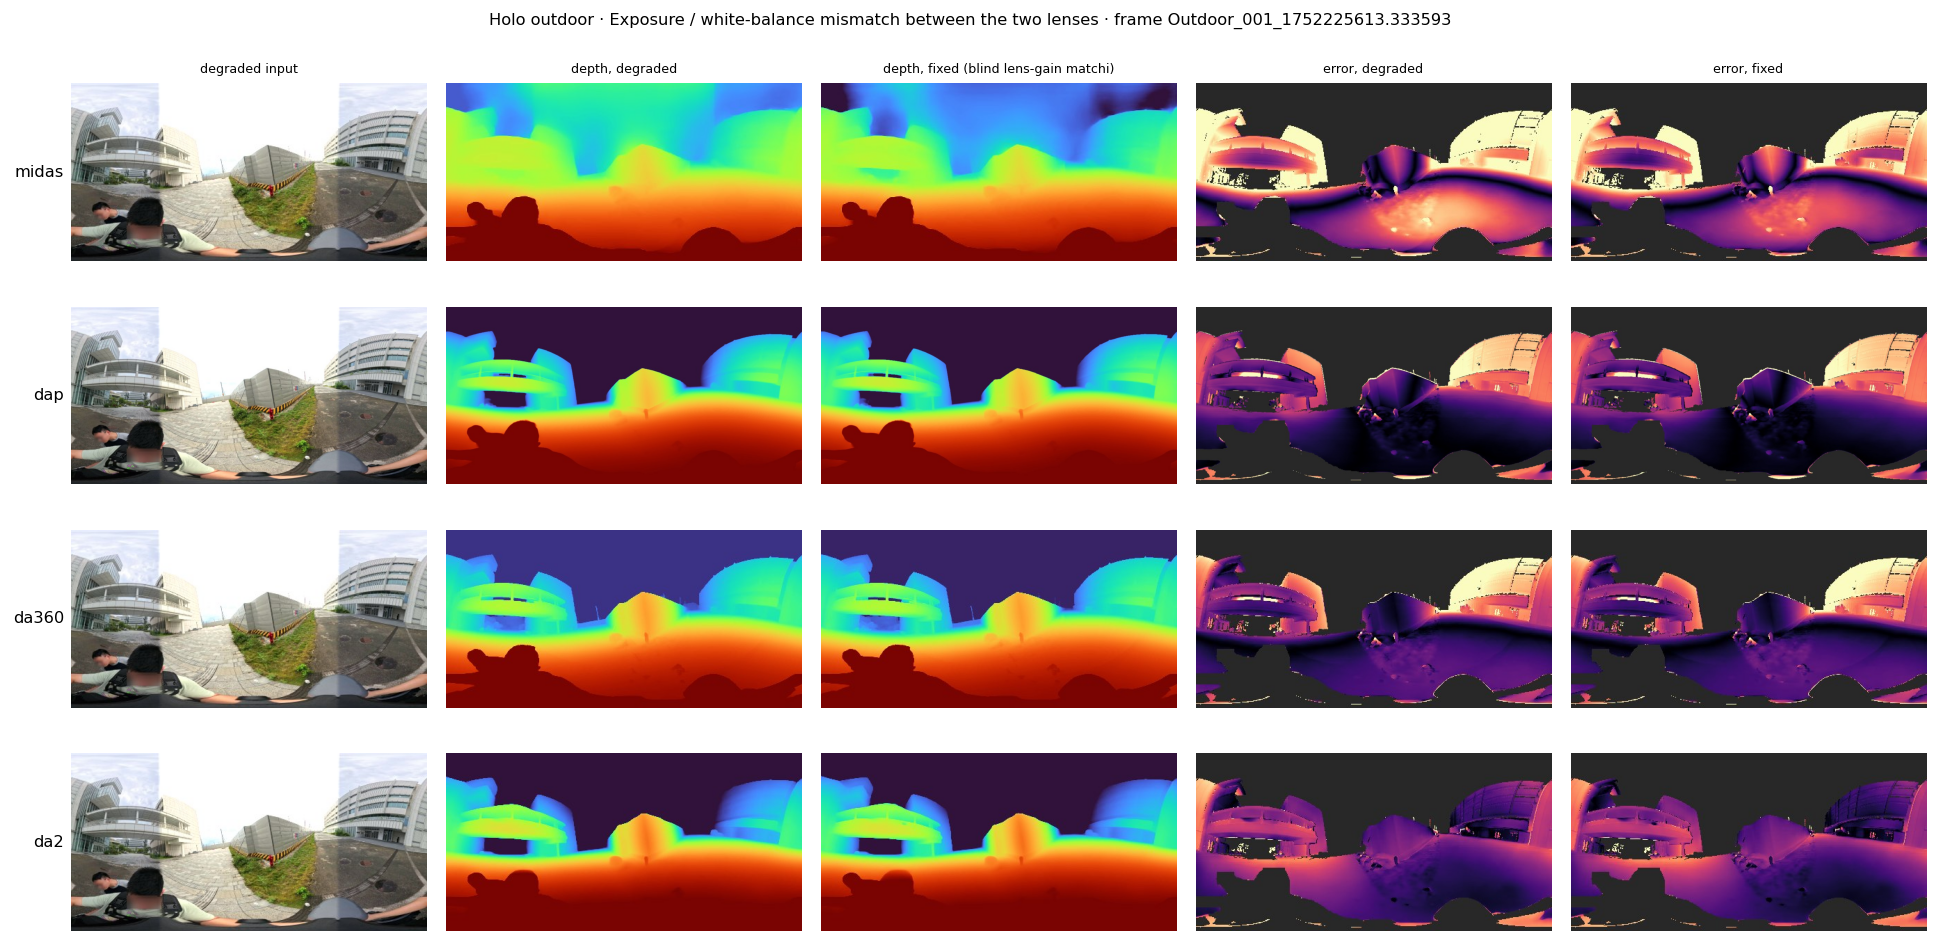 Holo outdoor · Exposure / white-balance mismatch between the two lenses · frame Outdoor_001_1752225613.333593
degraded input
depth, degraded
depth, fixed (blind lens-gain matchi)
error, degraded
error, fixed
midas
dap
da360
da2